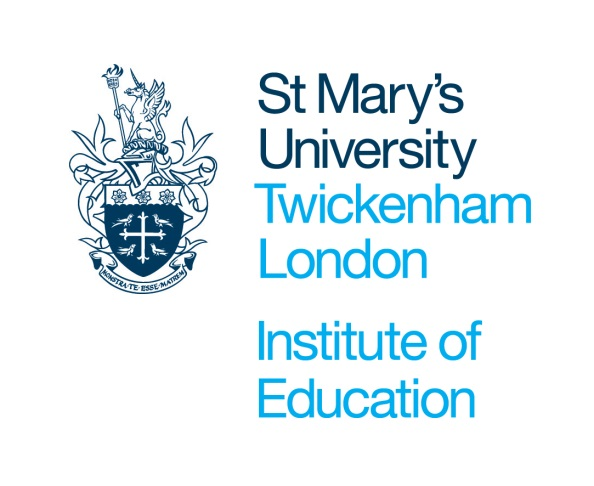 St Mary's
University
Twickenham
London
Institute of
Education
MONSTRA·TE·ESSE·MATREM